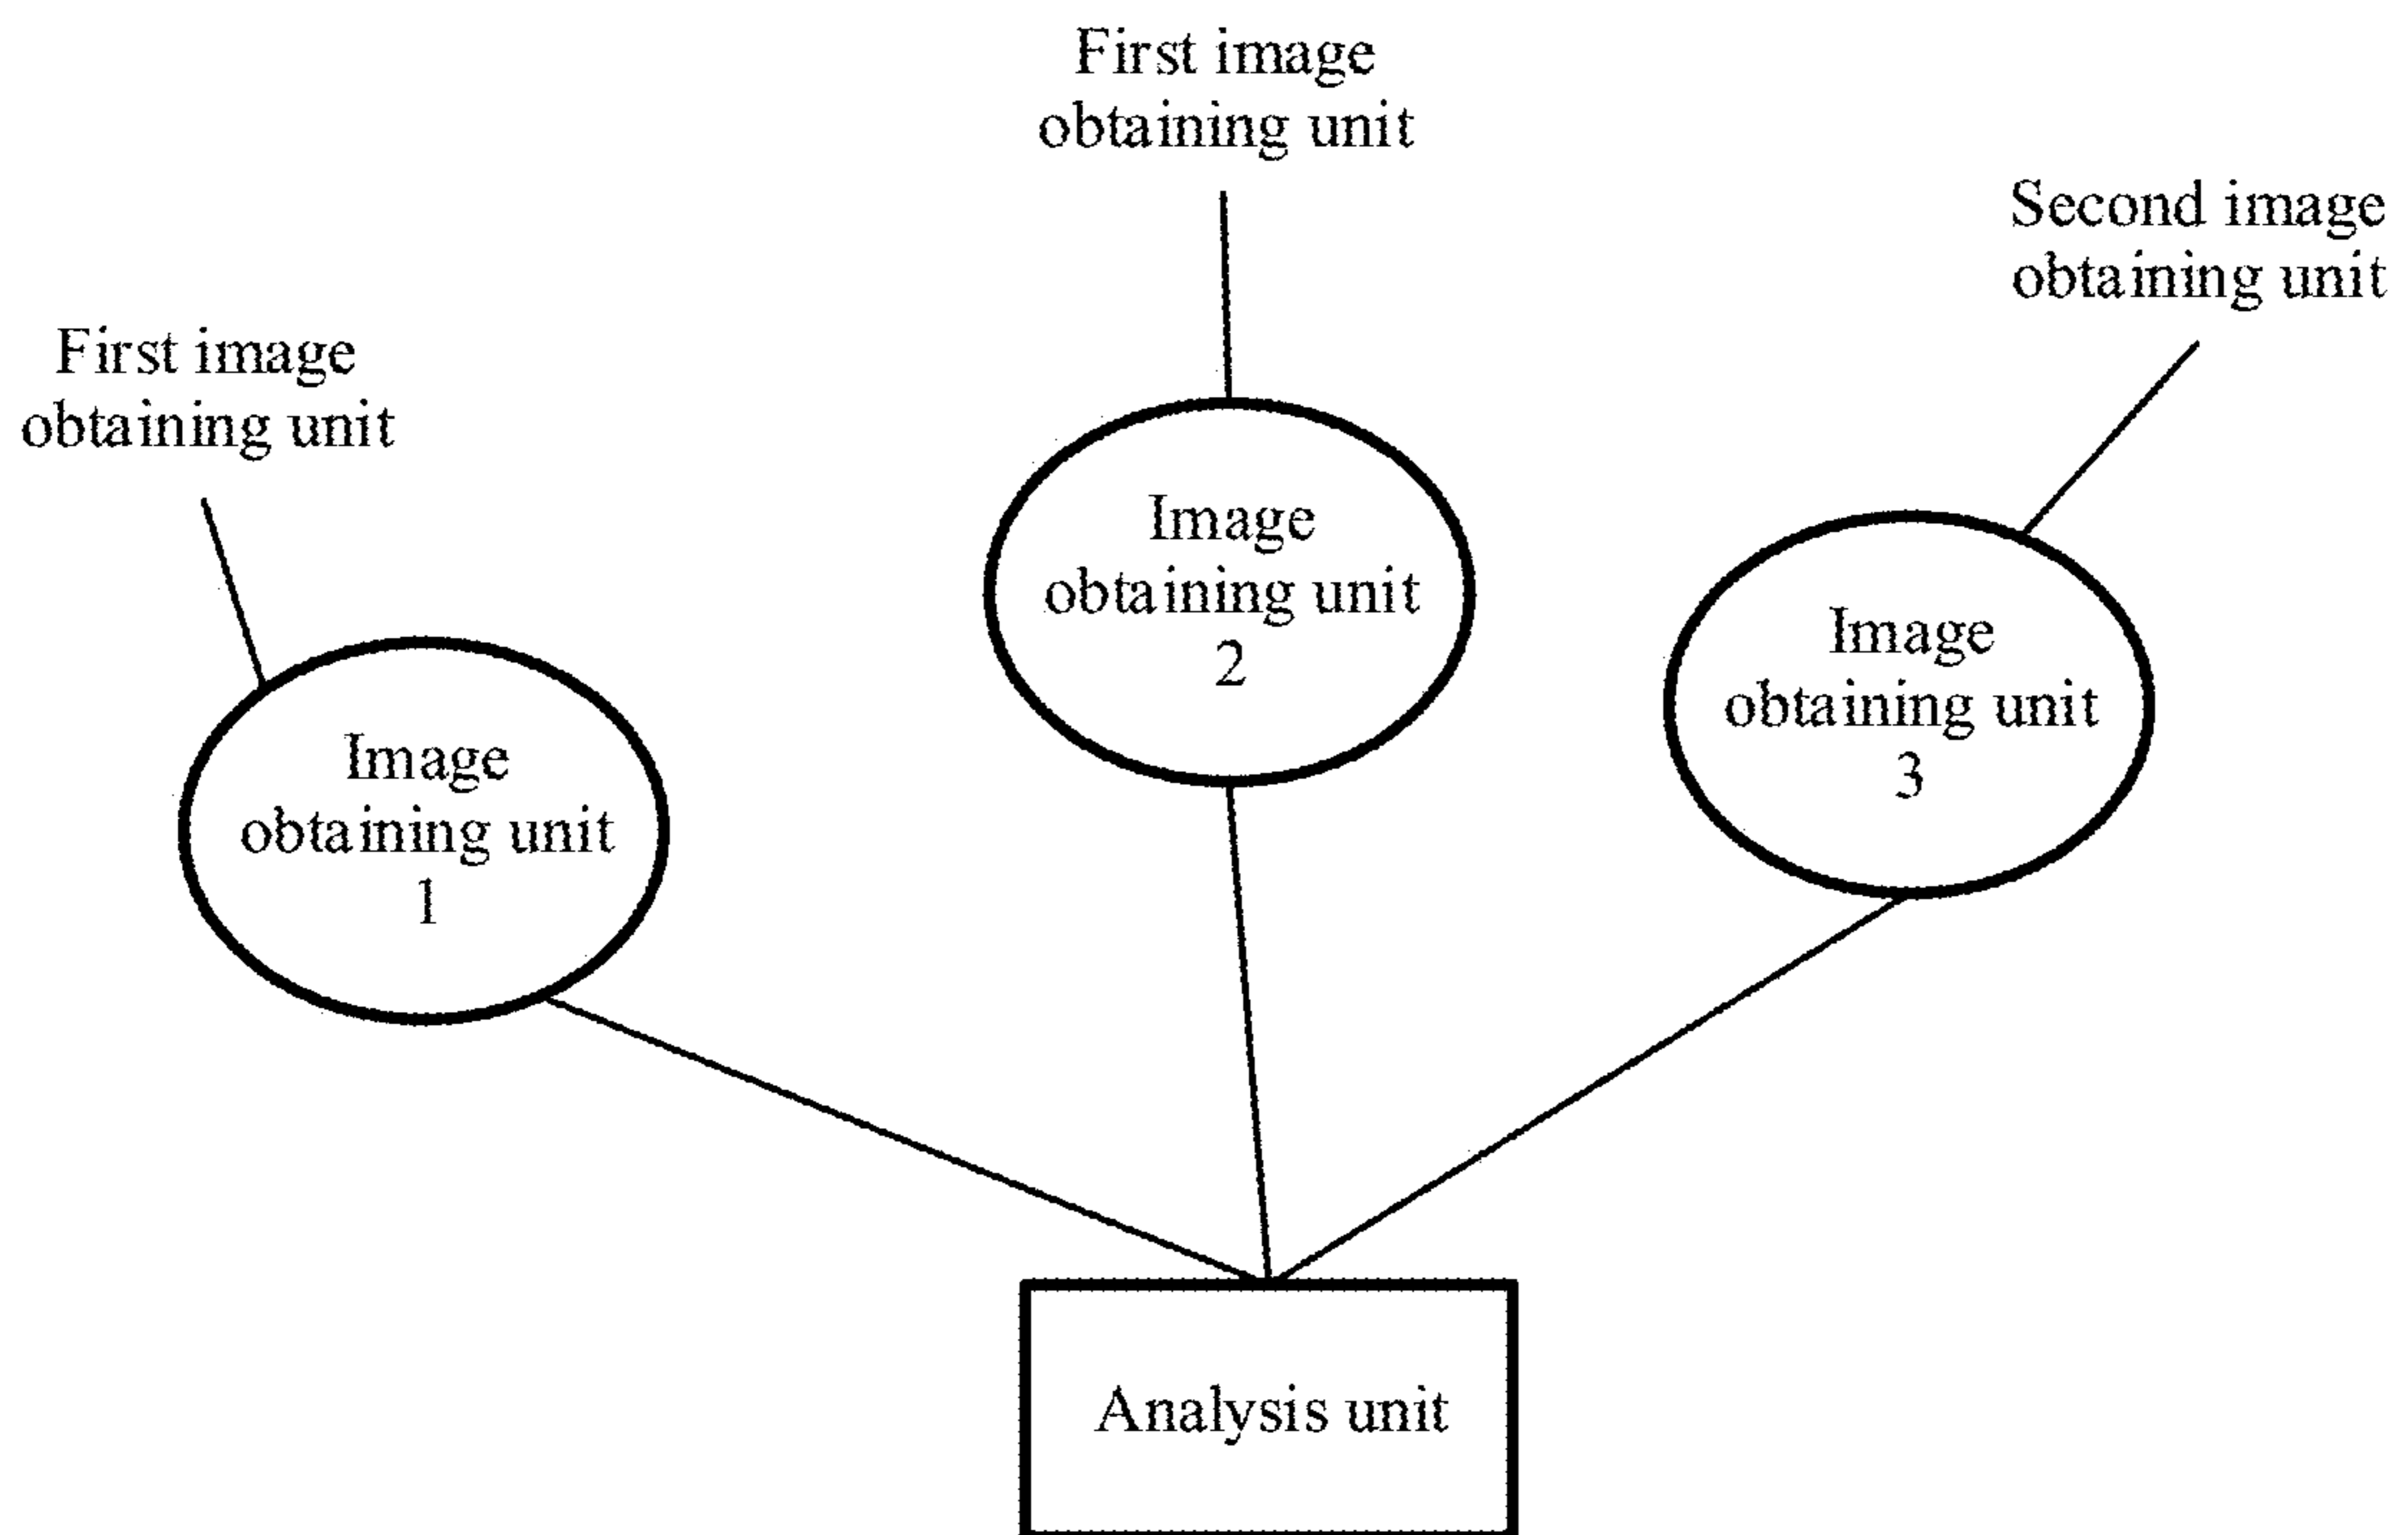 First image
obtaining unit
Second image
obtaining unit
First image
obtaining unit
Image
obtaining unit
2
Image
obtaining unit
3
Image
obtaining unit
1
Analysis unit